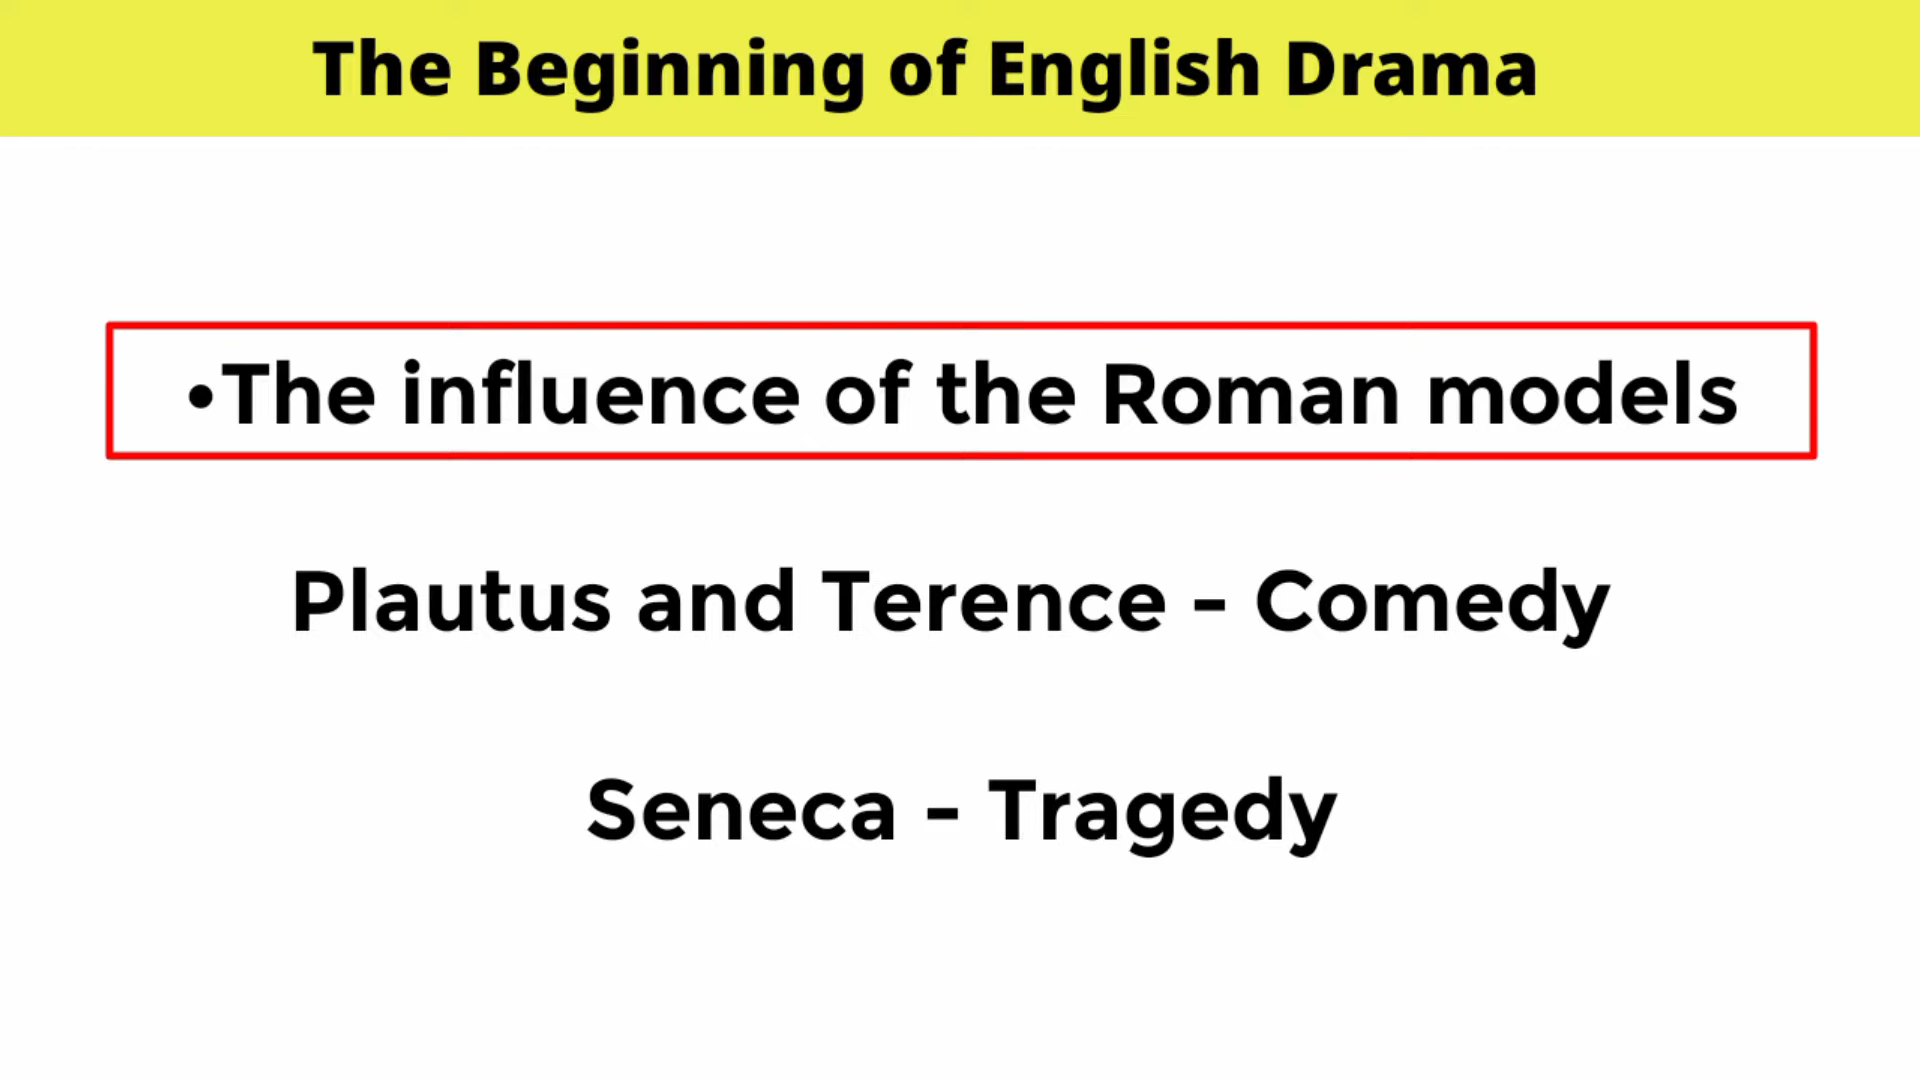 The Beginning of English Drama
•The influence of the Roman models
Plautus and Terence - Comedy
Seneca - Tragedy